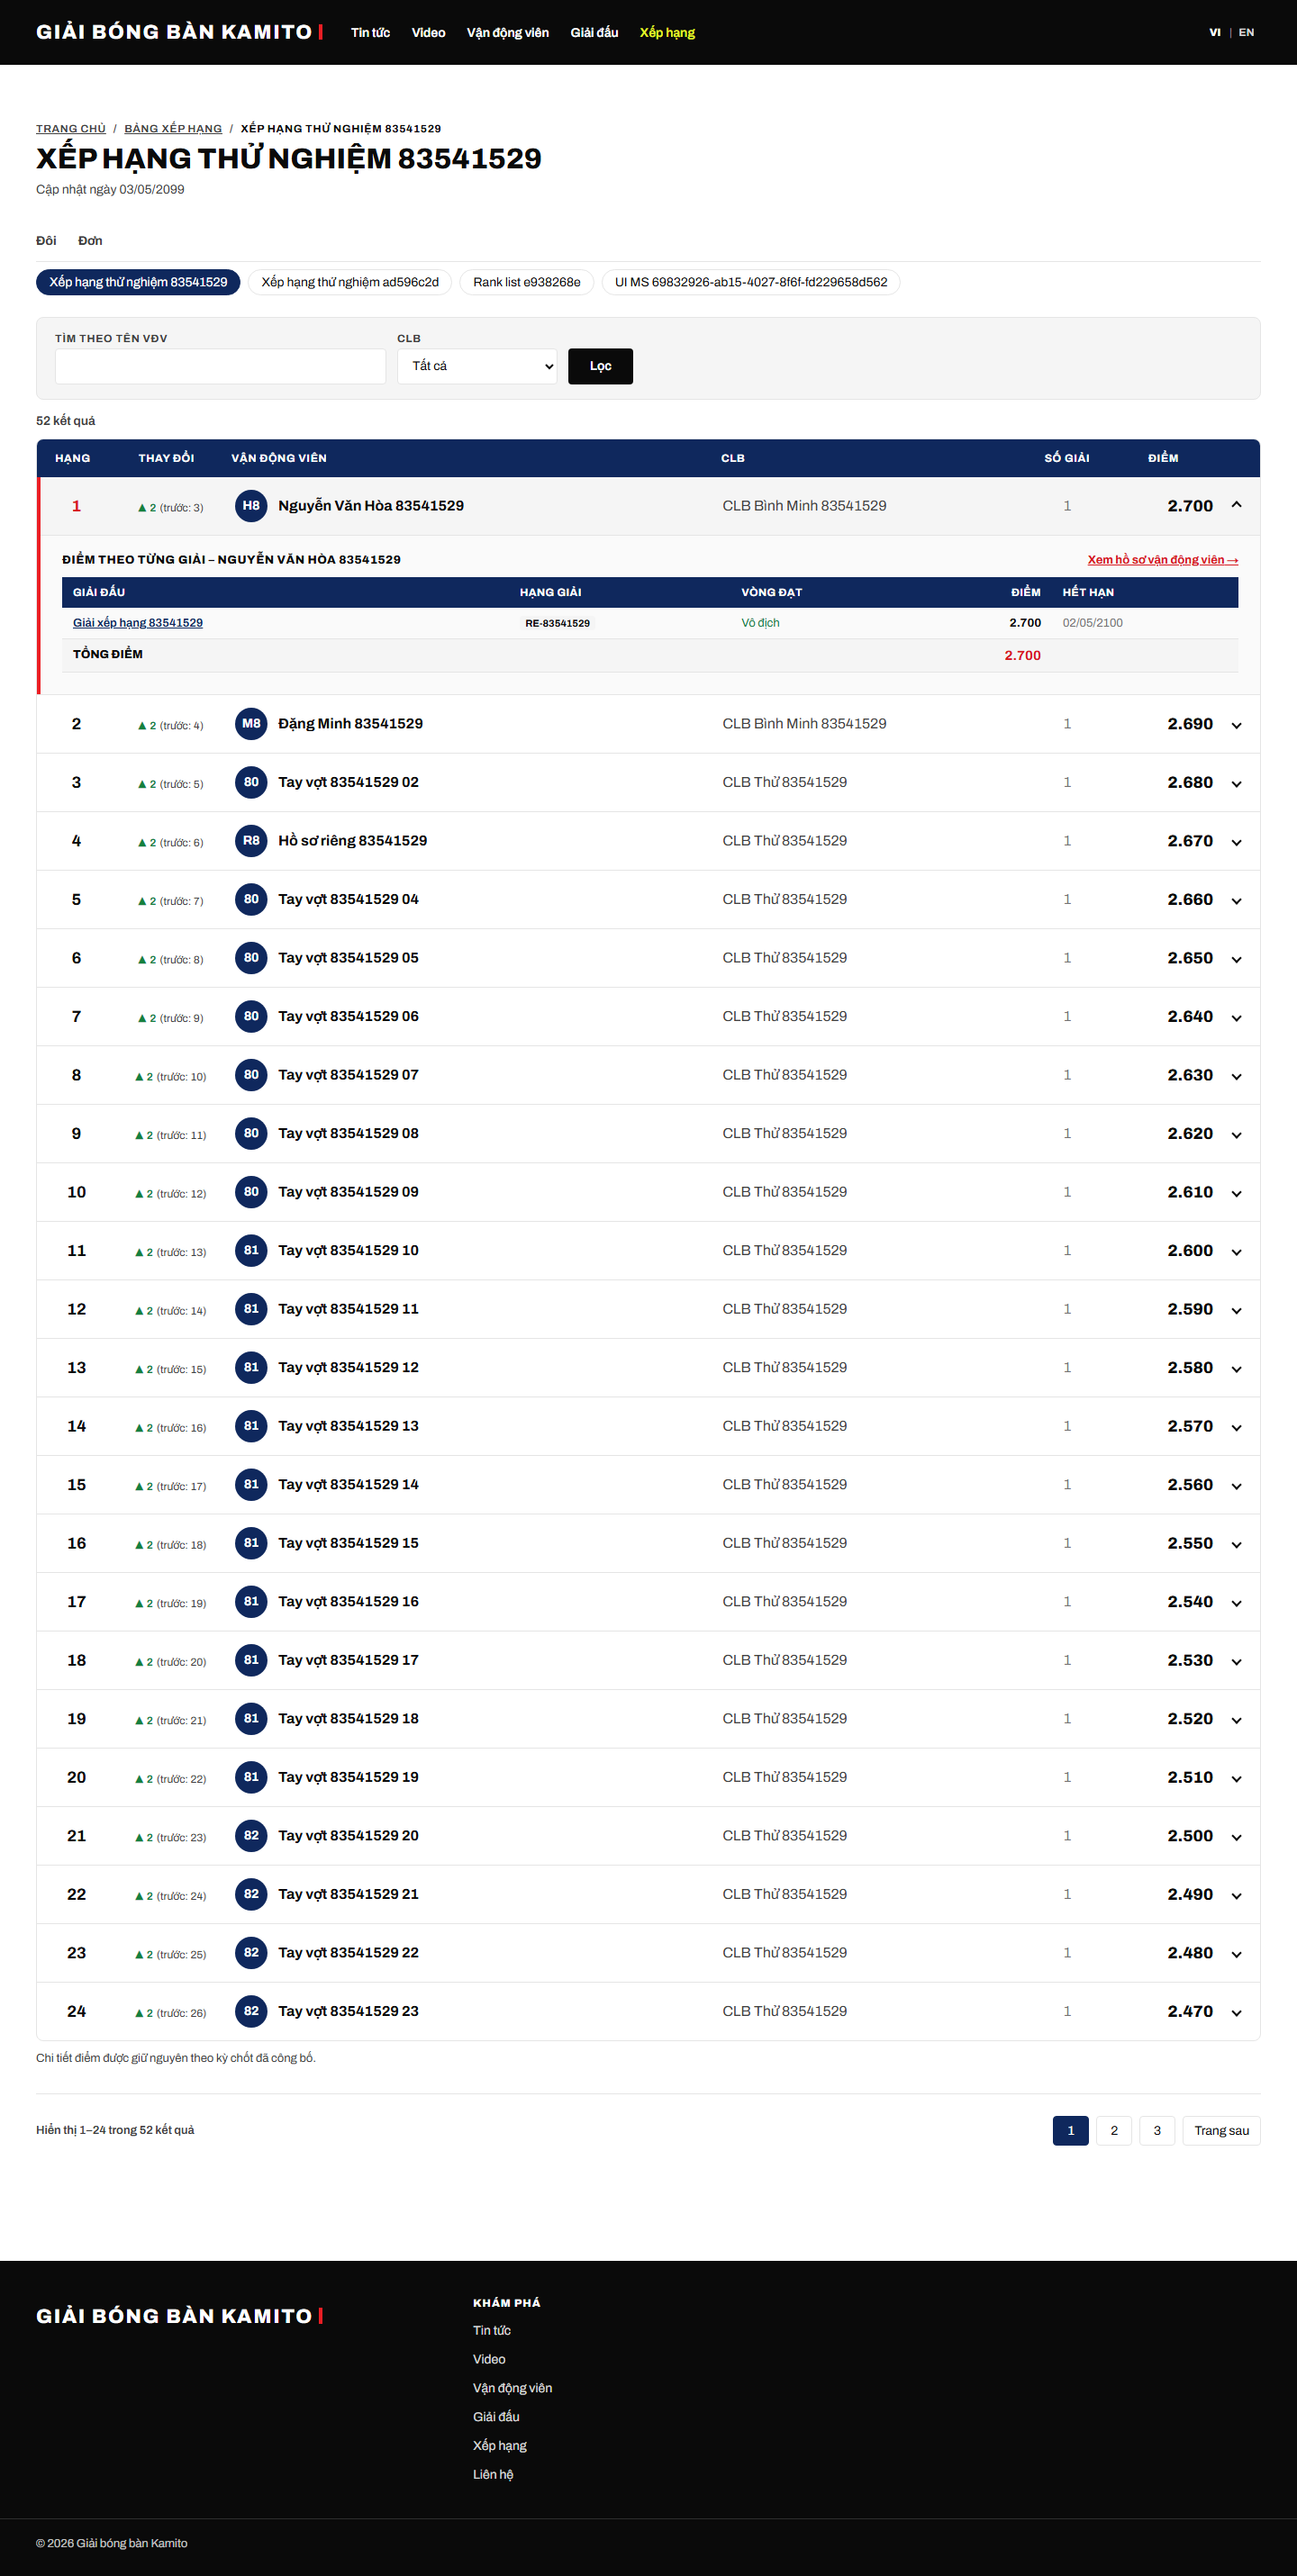 GIẢI BÓNG BÀN KAMITO Tin tức Video Vận động viên Giải đấu Xếp hạng VI | EN
TRANG CHỦ / BẢNG XẾP HẠNG / XẾP HẠNG THỬ NGHIỆM 83541529
XẾP HẠNG THỬ NGHIỆM 83541529
Cập nhật ngày 03/05/2099
Đôi Đơn
Xếp hạng thử nghiệm 83541529 Xếp hạng thử nghiệm ad596c2d Rank list e938268e UI MS 69832926-ab15-4027-8f6f-fd229658d562
TÌM THEO TÊN VĐV CLB
Tất cả Lọc
52 kết quả
HẠNG THAY ĐỔI VẬN ĐỘNG VIÊN CLB SỐ GIẢI ĐIỂM
1 ▲ 2 (trước: 3) H8 Nguyễn Văn Hòa 83541529 CLB Bình Minh 83541529 1 2.700
ĐIỂM THEO TỪNG GIẢI – NGUYỄN VĂN HÒA 83541529 Xem hồ sơ vận động viên →
GIẢI ĐẤU HẠNG GIẢI VÒNG ĐẠT ĐIỂM HẾT HẠN
Giải xếp hạng 83541529 RE-83541529 Vô địch 2.700 02/05/2100
TỔNG ĐIỂM 2.700
2 ▲ 2 (trước: 4) M8 Đặng Minh 83541529 CLB Bình Minh 83541529 1 2.690
3 ▲ 2 (trước: 5) 80 Tay vợt 83541529 02 CLB Thử 83541529 1 2.680
4 ▲ 2 (trước: 6) R8 Hồ sơ riêng 83541529 CLB Thử 83541529 1 2.670
5 ▲ 2 (trước: 7) 80 Tay vợt 83541529 04 CLB Thử 83541529 1 2.660
6 ▲ 2 (trước: 8) 80 Tay vợt 83541529 05 CLB Thử 83541529 1 2.650
7 ▲ 2 (trước: 9) 80 Tay vợt 83541529 06 CLB Thử 83541529 1 2.640
8 ▲ 2 (trước: 10) 80 Tay vợt 83541529 07 CLB Thử 83541529 1 2.630
9 ▲ 2 (trước: 11) 80 Tay vợt 83541529 08 CLB Thử 83541529 1 2.620
10 ▲ 2 (trước: 12) 80 Tay vợt 83541529 09 CLB Thử 83541529 1 2.610
11 ▲ 2 (trước: 13) 81 Tay vợt 83541529 10 CLB Thử 83541529 1 2.600
12 ▲ 2 (trước: 14) 81 Tay vợt 83541529 11 CLB Thử 83541529 1 2.590
13 ▲ 2 (trước: 15) 81 Tay vợt 83541529 12 CLB Thử 83541529 1 2.580
14 ▲ 2 (trước: 16) 81 Tay vợt 83541529 13 CLB Thử 83541529 1 2.570
15 ▲ 2 (trước: 17) 81 Tay vợt 83541529 14 CLB Thử 83541529 1 2.560
16 ▲ 2 (trước: 18) 81 Tay vợt 83541529 15 CLB Thử 83541529 1 2.550
17 ▲ 2 (trước: 19) 81 Tay vợt 83541529 16 CLB Thử 83541529 1 2.540
18 ▲ 2 (trước: 20) 81 Tay vợt 83541529 17 CLB Thử 83541529 1 2.530
19 ▲ 2 (trước: 21) 81 Tay vợt 83541529 18 CLB Thử 83541529 1 2.520
20 ▲ 2 (trước: 22) 81 Tay vợt 83541529 19 CLB Thử 83541529 1 2.510
21 ▲ 2 (trước: 23) 82 Tay vợt 83541529 20 CLB Thử 83541529 1 2.500
22 ▲ 2 (trước: 24) 82 Tay vợt 83541529 21 CLB Thử 83541529 1 2.490
23 ▲ 2 (trước: 25) 82 Tay vợt 83541529 22 CLB Thử 83541529 1 2.480
24 ▲ 2 (trước: 26) 82 Tay vợt 83541529 23 CLB Thử 83541529 1 2.470
Chi tiết điểm được giữ nguyên theo kỳ chốt đã công bố.
Hiển thị 1–24 trong 52 kết quả 1 2 3 Trang sau
GIẢI BÓNG BÀN KAMITO
KHÁM PHÁ
Tin tức
Video
Vận động viên
Giải đấu
Xếp hạng
Liên hệ
© 2026 Giải bóng bàn Kamito